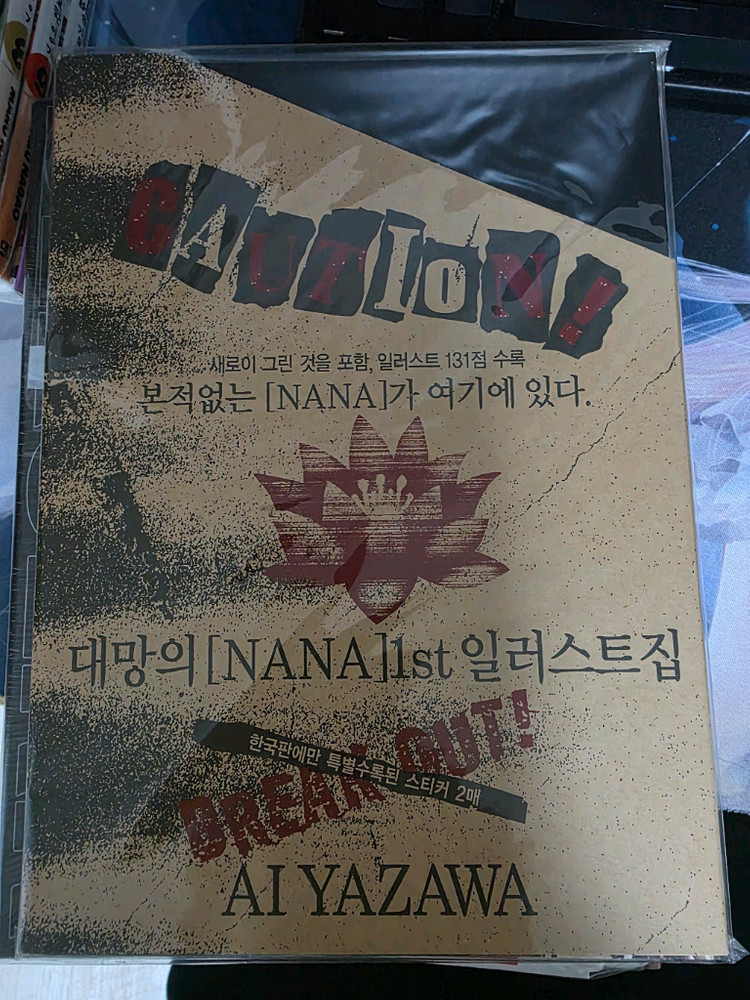 CAUTION!
새로이 그린 것을 포함, 일러스트 131점 수록
본적없는 [NANA]가 여기에 있다.
대망의[NANA]1st 일러스트집
BREAK OUT!
한국판에만 특별수록된 스티커 2매
AI YAZAWA